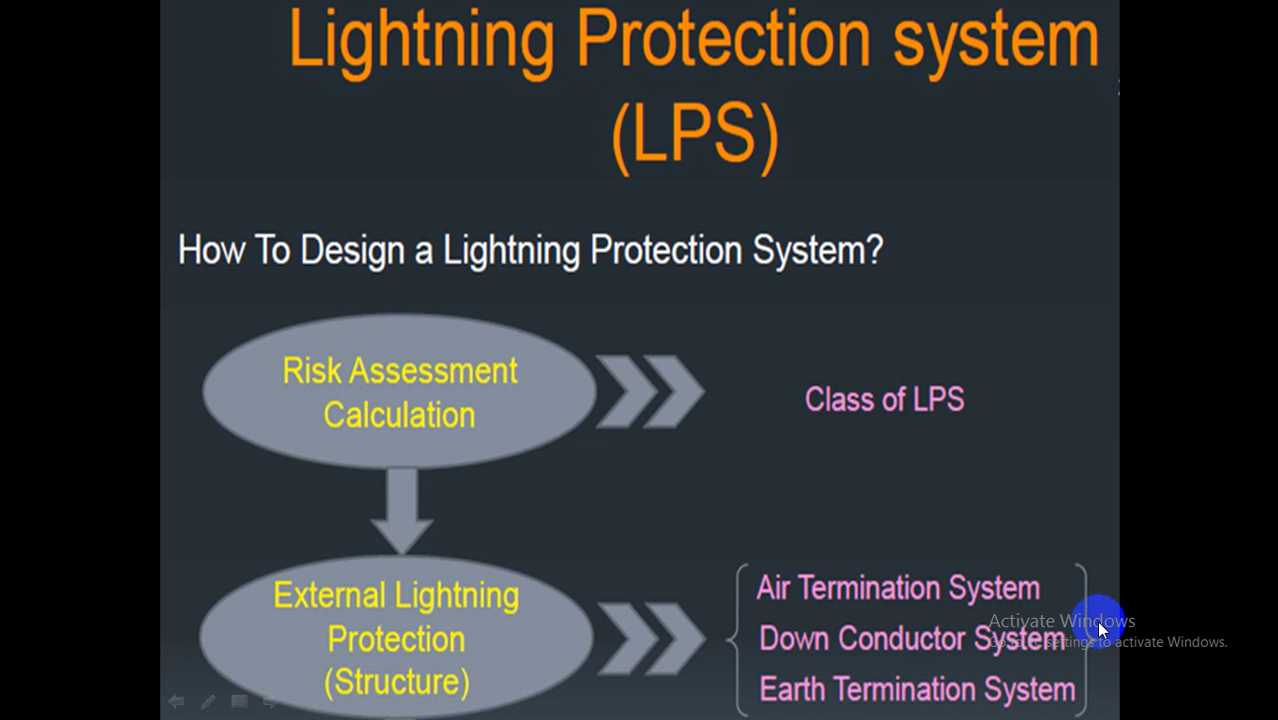 Lightning Protection system
(LPS)
How To Design a Lightning Protection System?
Risk Assessment
Calculation
Class of LPS
External Lightning
Protection
(Structure)
Air Termination System
Down Conductor System
Earth Termination System
Activate Windows
Go to settings to activate Windows.